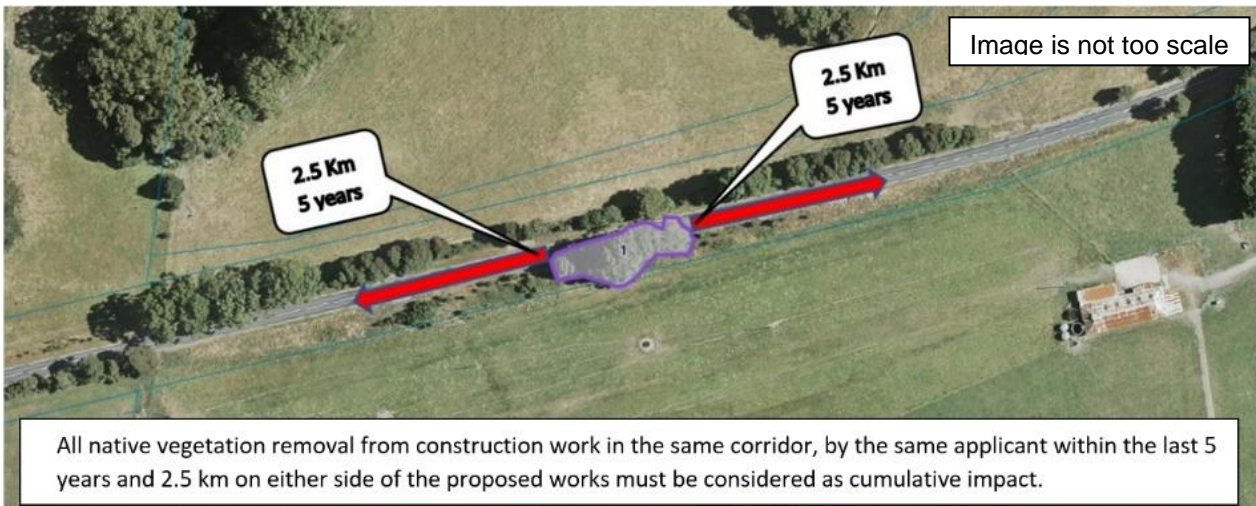 Image is not too scale
2.5 Km
5 years
2.5 Km
5 years
1
All native vegetation removal from construction work in the same corridor, by the same applicant within the last 5
years and 2.5 km on either side of the proposed works must be considered as cumulative impact.